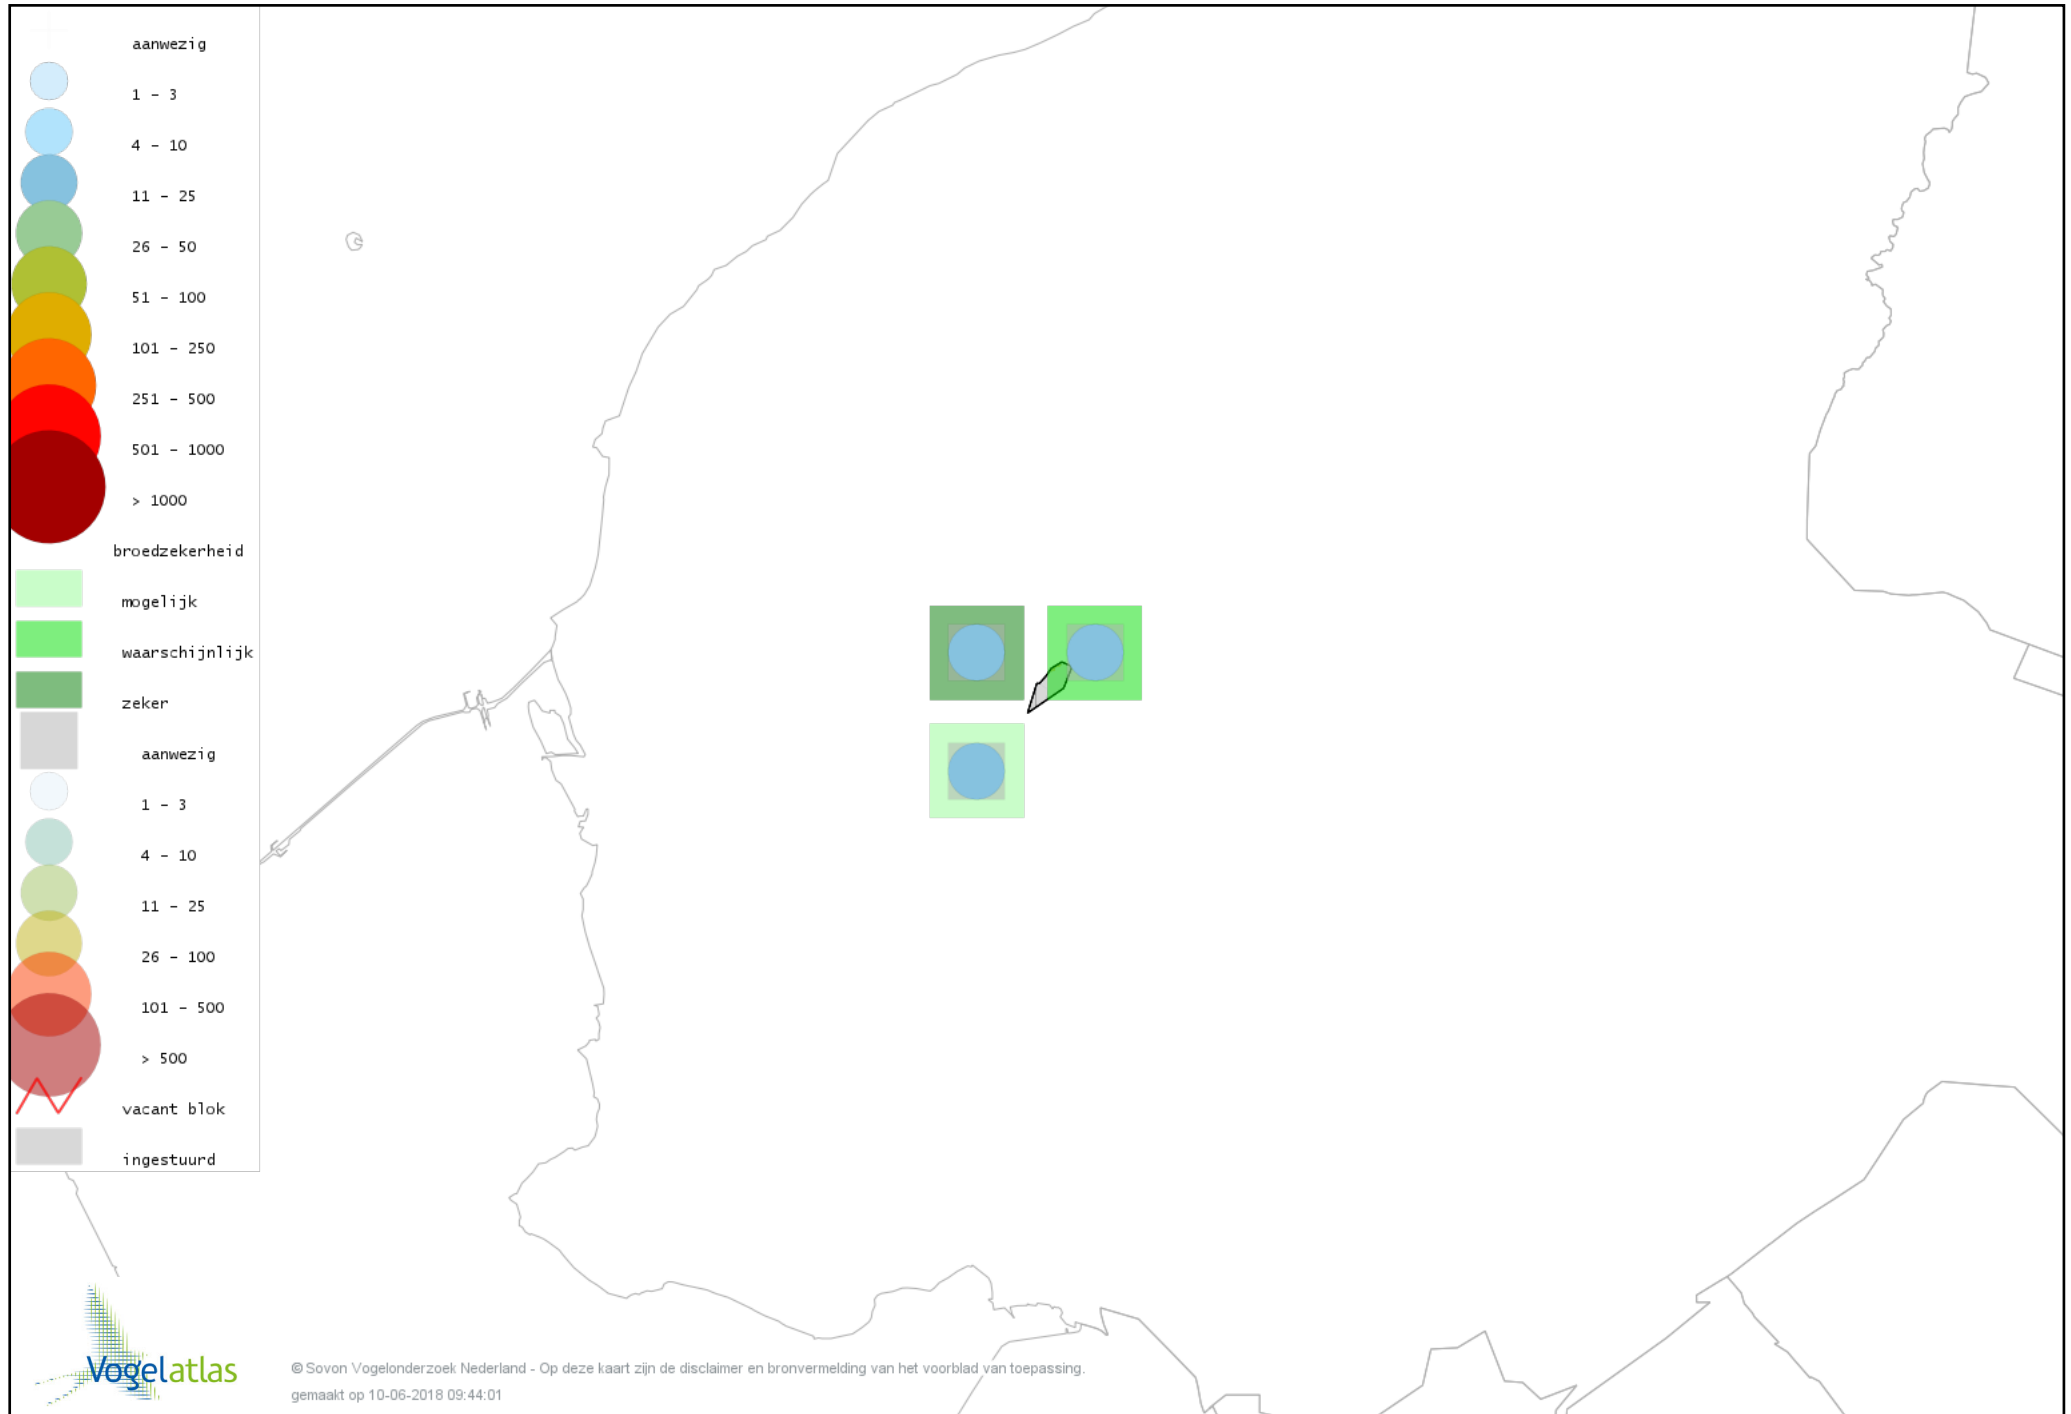 aanwezig
1 - 3
4 - 10
11 - 25
26 - 50
51 - 100
101 - 250
251 - 500
501 - 1000
> 1000
broedzekerheid
mogelijk
waarschijnlijk
zeker
aanwezig
1 - 3
4 - 10
11 - 25
26 - 100
101 - 500
> 500
vacant blok
ingestuurd
Vogelatlas
© Sovon Vogelonderzoek Nederland - Op deze kaart zijn de disclaimer en bronvermelding van het voorblad van toepassing.
gemaakt op 10-06-2018 09:44:01